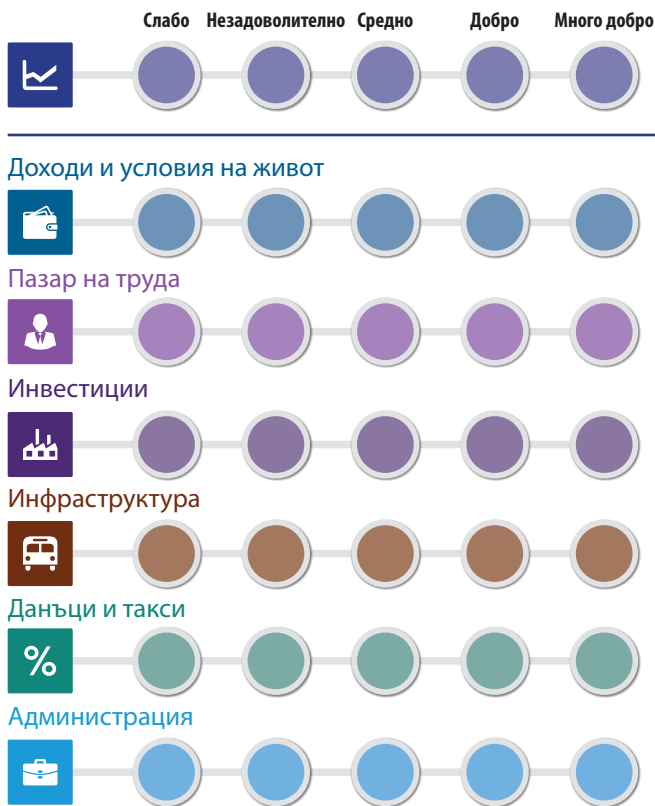 Слабо Незадоволително Средно Добро Много добро
Доходи и условия на живот
Пазар на труда
Инвестиции
Инфраструктура
Данъци и такси
%
Администрация